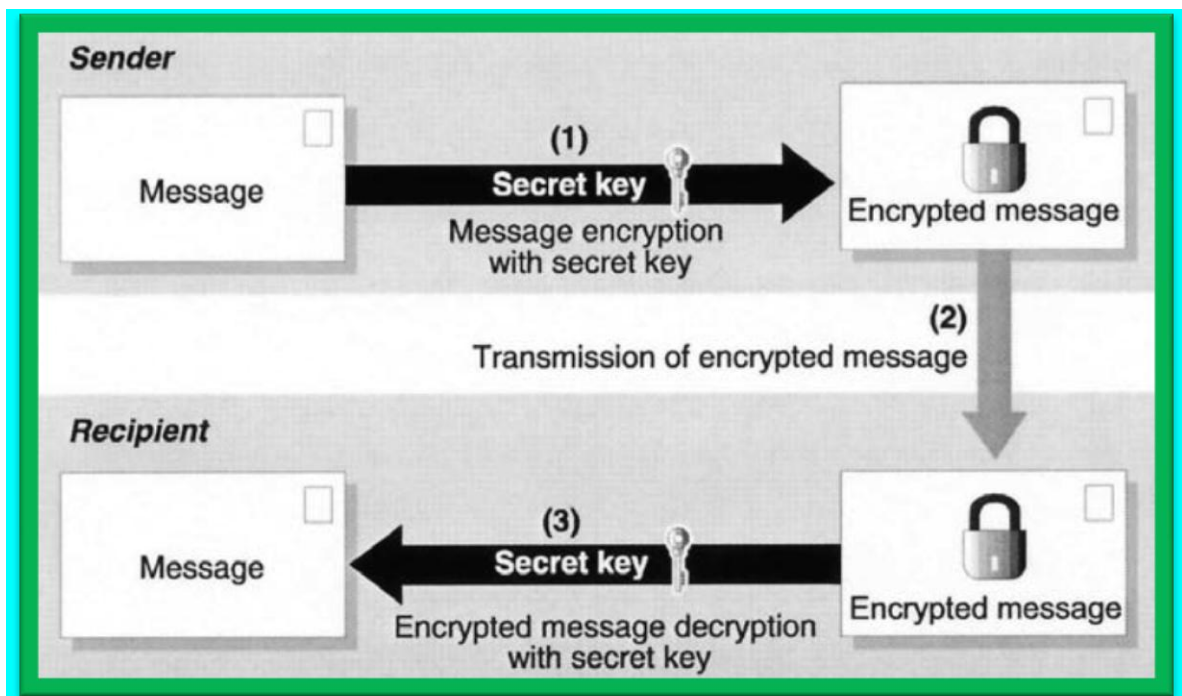 Sender
Message
(1)
Secret key
Message encryption
with secret key
Encrypted message
(2)
Transmission of encrypted message
Recipient
Message
(3)
Secret key
Encrypted message decryption
with secret key
Encrypted message